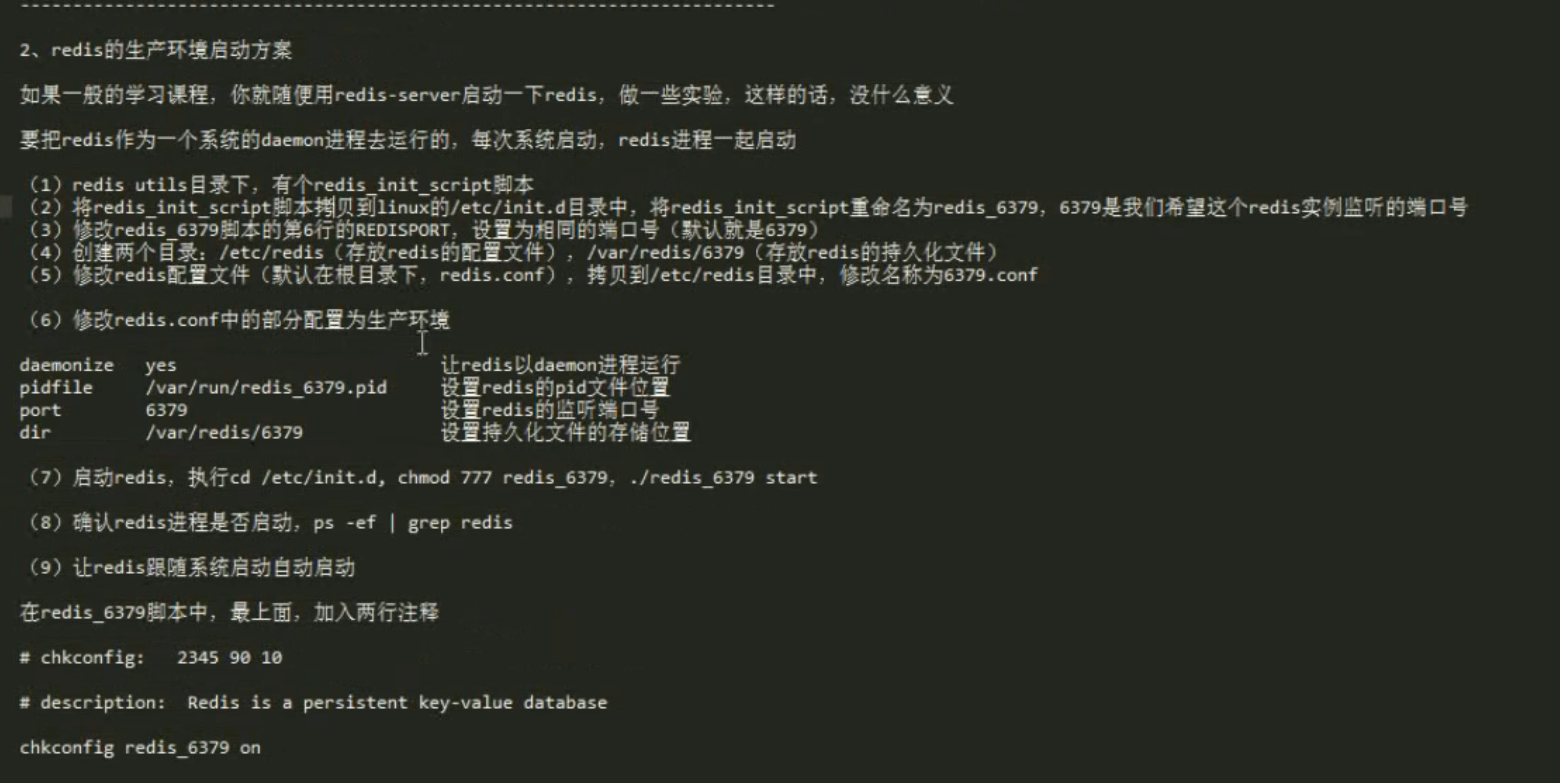 -------------------------------------------------------------------------
2、redis的生产环境启动方案
如果一般的学习课程，你就随便用redis-server启动一下redis，做一些实验，这样的话，没什么意义
要把redis作为一个系统的daemon进程去运行的，每次系统启动，redis进程一起启动
（1）redis utils目录下，有个redis_init_script脚本
（2）将redis_init_script脚本拷贝到linux的/etc/init.d目录中，将redis_init_script重命名为redis_6379，6379是我们希望这个redis实例监听的端口号
（3）修改redis_6379脚本的第6行的REDISPORT，设置为相同的端口号（默认就是6379）
（4）创建两个目录：/etc/redis（存放redis的配置文件），/var/redis/6379（存放redis的持久化文件）
（5）修改redis配置文件（默认在根目录下，redis.conf），拷贝到/etc/redis目录中，修改名称为6379.conf
（6）修改redis.conf中的部分配置为生产环境
daemonize yes 让redis以daemon进程运行
pidfile /var/run/redis_6379.pid 设置redis的pid文件位置
port 6379 设置redis的监听端口号
dir /var/redis/6379 设置持久化文件的存储位置
（7）启动redis，执行cd /etc/init.d, chmod 777 redis_6379，./redis_6379 start
（8）确认redis进程是否启动，ps -ef | grep redis
（9）让redis跟随系统启动自动启动
在redis_6379脚本中，最上面，加入两行注释
# chkconfig: 2345 90 10
# description: Redis is a persistent key-value database
chkconfig redis_6379 on